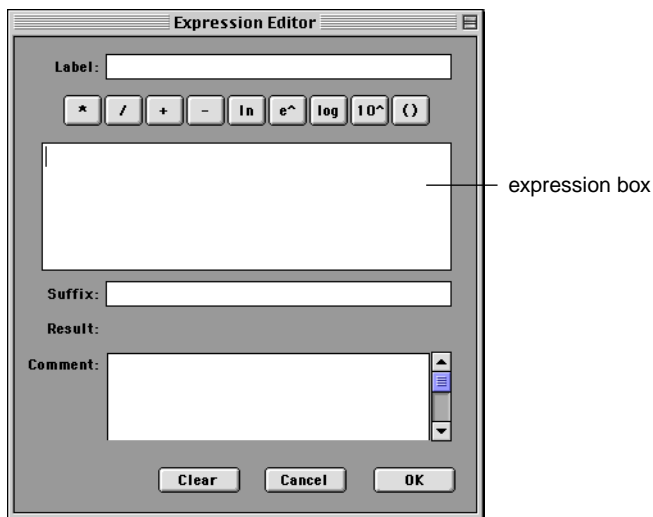 Expression Editor
Label:
* / + - ln e^ log 10^ ()
expression box
Suffix:
Result:
Comment:
Clear Cancel OK